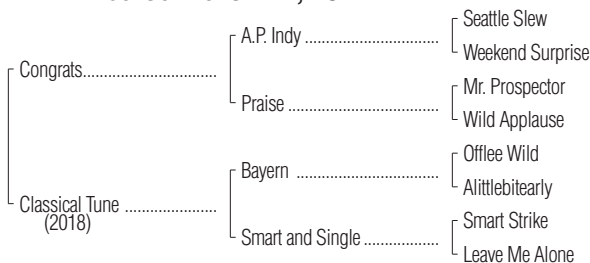 Seattle Slew
A.P. Indy ........................................
Weekend Surprise
Congrats........................................
Mr. Prospector
Praise ............................................
Wild Applause
Offlee Wild
Bayern ..........................................
Alittlebitearly
Classical Tune ...........................
(2018)
Smart Strike
Smart and Single ......................
Leave Me Alone